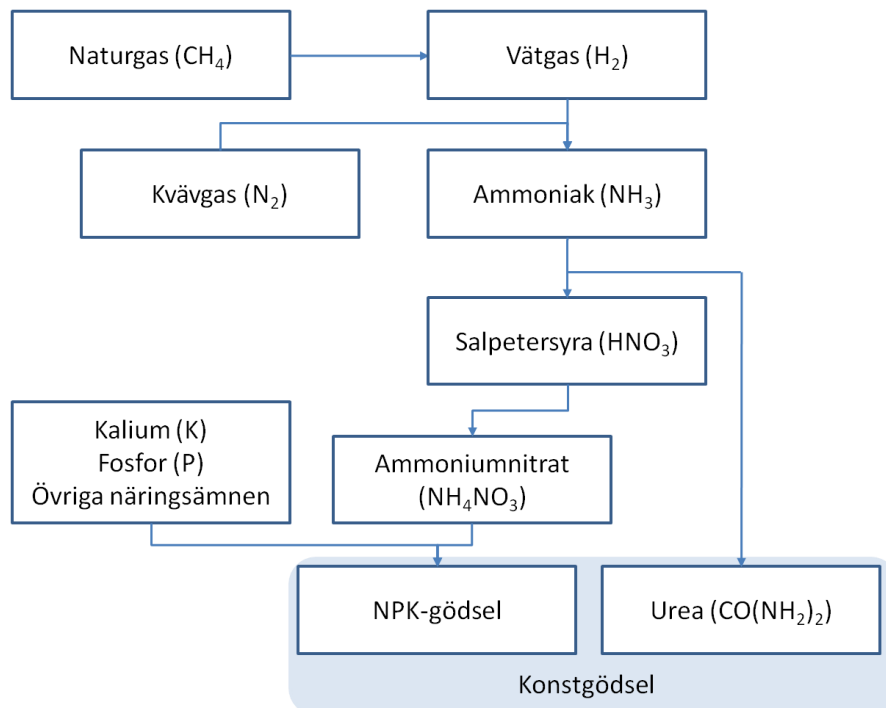 Naturgas (CH₄)
Vätgas (H₂)
Kvävgas (N₂)
Ammoniak (NH₃)
Salpetersyra (HNO₃)
Kalium (K)
Fosfor (P)
Övriga näringsämnen
Ammoniumnitrat
(NH₄NO₃)
NPK-gödsel
Urea (CO(NH₂)₂)
Konstgödsel